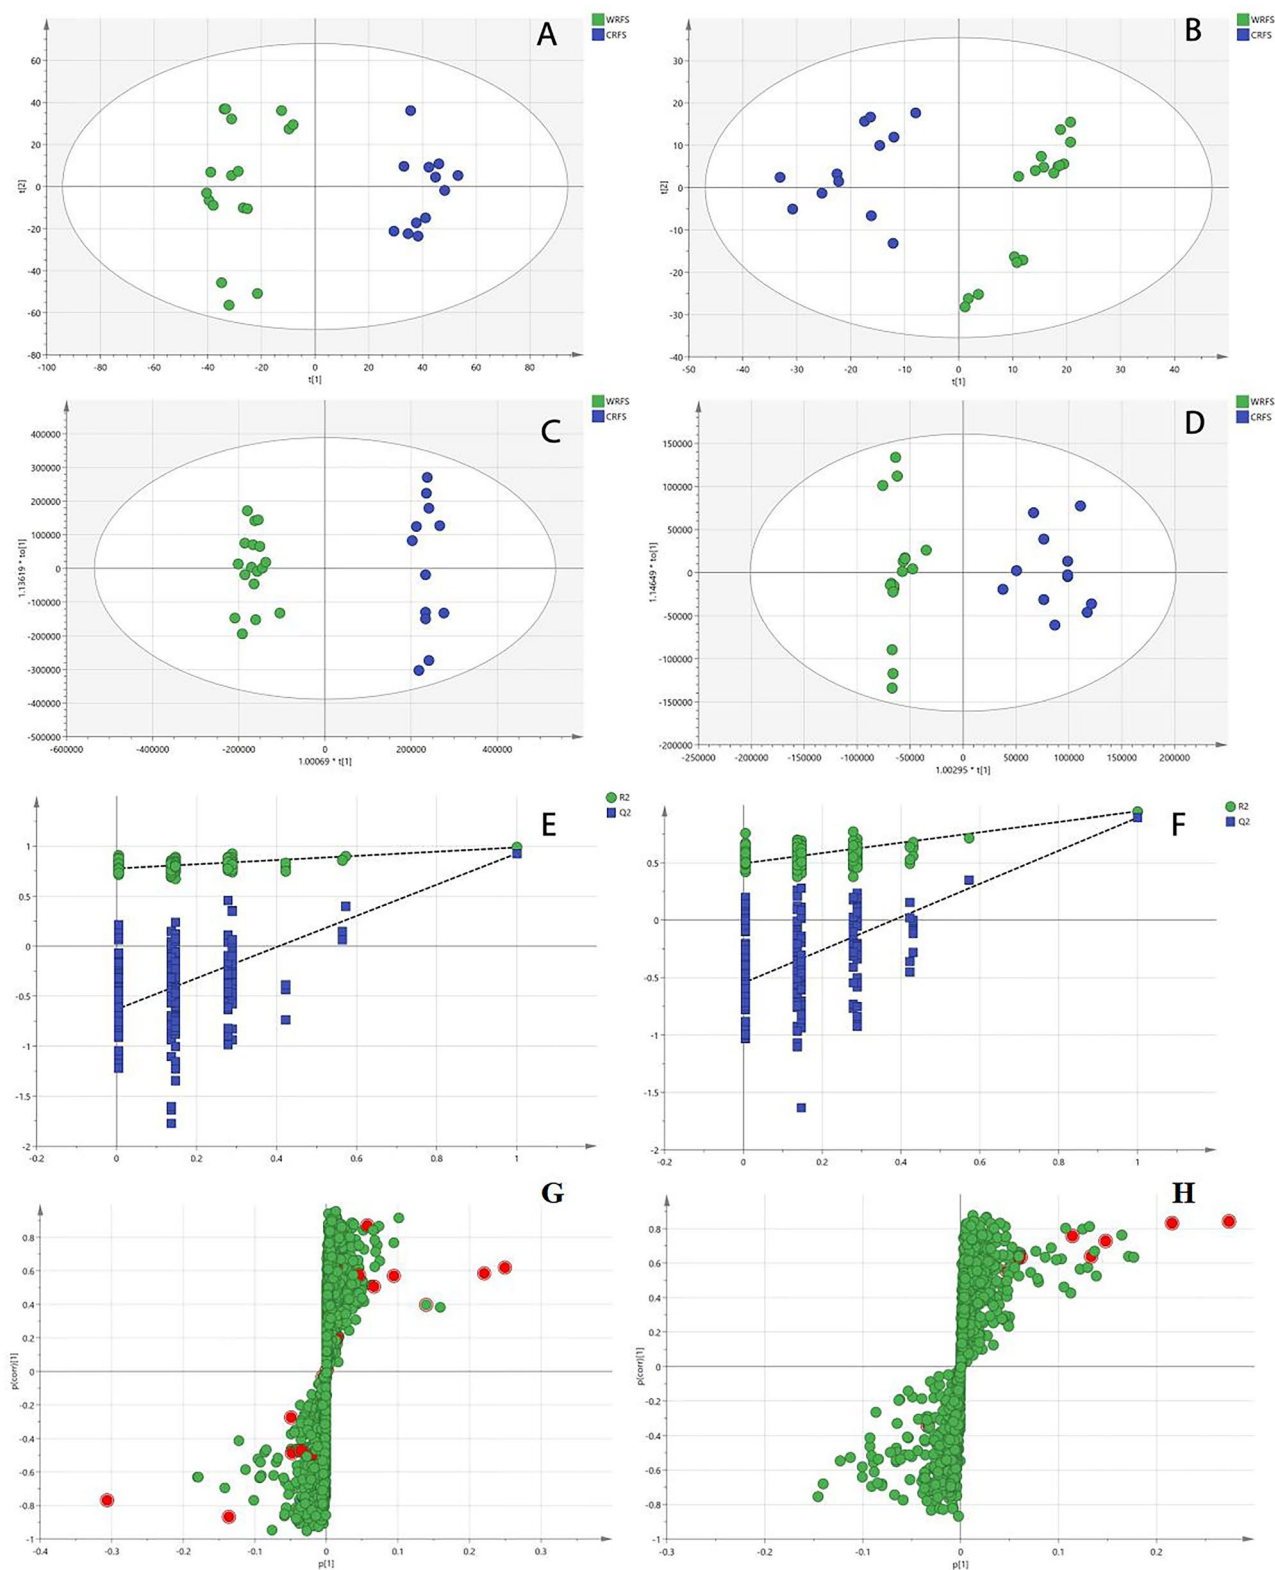 A
WRFS
CRFS
60
40
20
0
-20
-40
-60
-80
-100 -80 -60 -40 -20 0 20 40 60 80
t[2]
t[1]
B
WRFS
CRFS
30
20
10
0
-10
-20
-30
-40
-50 -40 -30 -20 -10 0 10 20 30 40
t[2]
t[1]
C
WRFS
CRFS
400000
300000
200000
100000
0
-100000
-200000
-300000
-400000
-500000
-600000 -400000 -200000 0 200000 400000
1.13619 * to[1]
1.00069 * t[1]
D
WRFS
CRFS
150000
100000
50000
0
-50000
-100000
-150000
-200000
-250000 -200000 -150000 -100000 -50000 0 50000 100000 150000 200000
1.14649 * to[1]
1.00295 * t[1]
E
R2
Q2
1
0.5
0
-0.5
-1
-1.5
-2
-0.2 0 0.2 0.4 0.6 0.8 1
F
R2
Q2
0.5
0
-0.5
-1
-1.5
-2
-0.2 0 0.2 0.4 0.6 0.8 1
G
0.8
0.6
0.4
0.2
0
-0.2
-0.4
-0.6
-0.8
-1
-0.4 -0.3 -0.2 -0.1 0 0.1 0.2 0.3
p(corr)[1]
p[1]
H
0.8
0.6
0.4
0.2
0
-0.2
-0.4
-0.6
-0.8
-1
-0.3 -0.2 -0.1 0 0.1 0.2
p(corr)[1]
p[1]